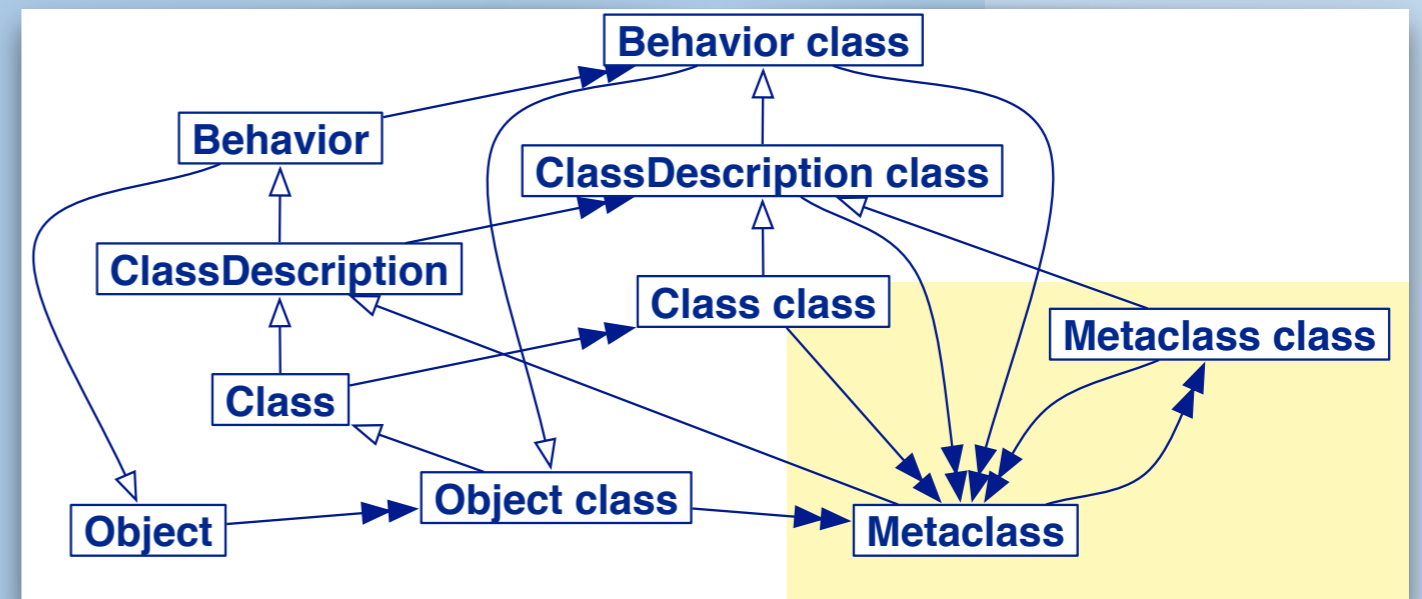 Behavior class
Behavior
ClassDescription class
ClassDescription
Class class
Metaclass class
Class
Object class
Object
Metaclass